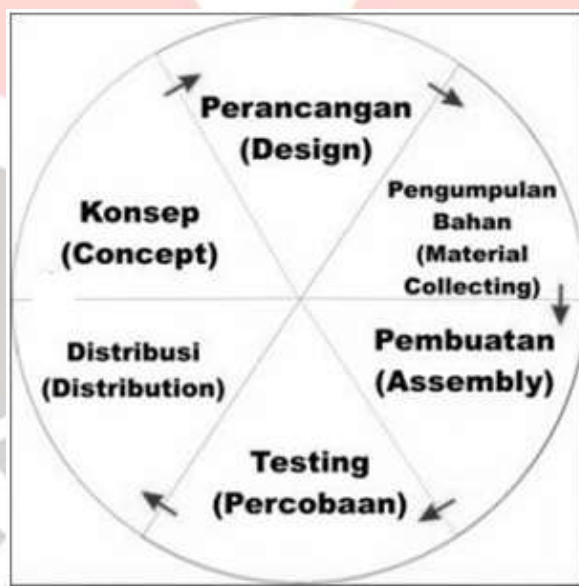 Perancangan
(Design)
Pengumpulan
Bahan
(Material
Collecting)
Pembuatan
(Assembly)
Testing
(Percobaan)
Distribusi
(Distribution)
Konsep
(Concept)